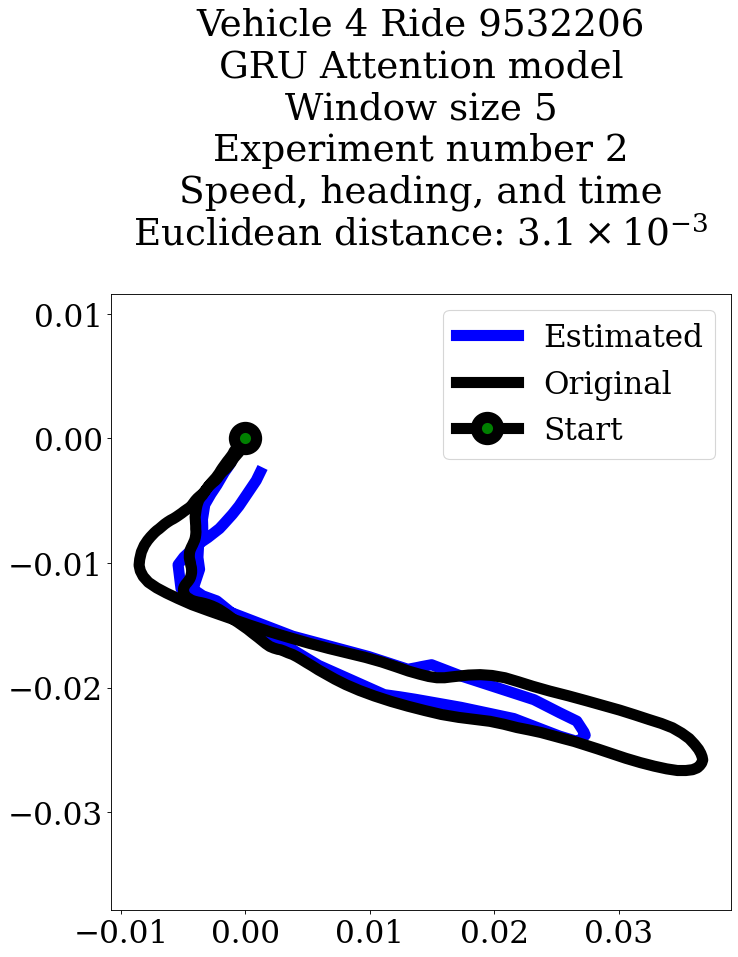 Vehicle 4 Ride 9532206
GRU Attention model
Window size 5
Experiment number 2
Speed, heading, and time
Euclidean distance: 3.1 × 10⁻³
Estimated
Original
Start
0.01
0.00
−0.01
−0.02
−0.03
−0.01 0.00 0.01 0.02 0.03